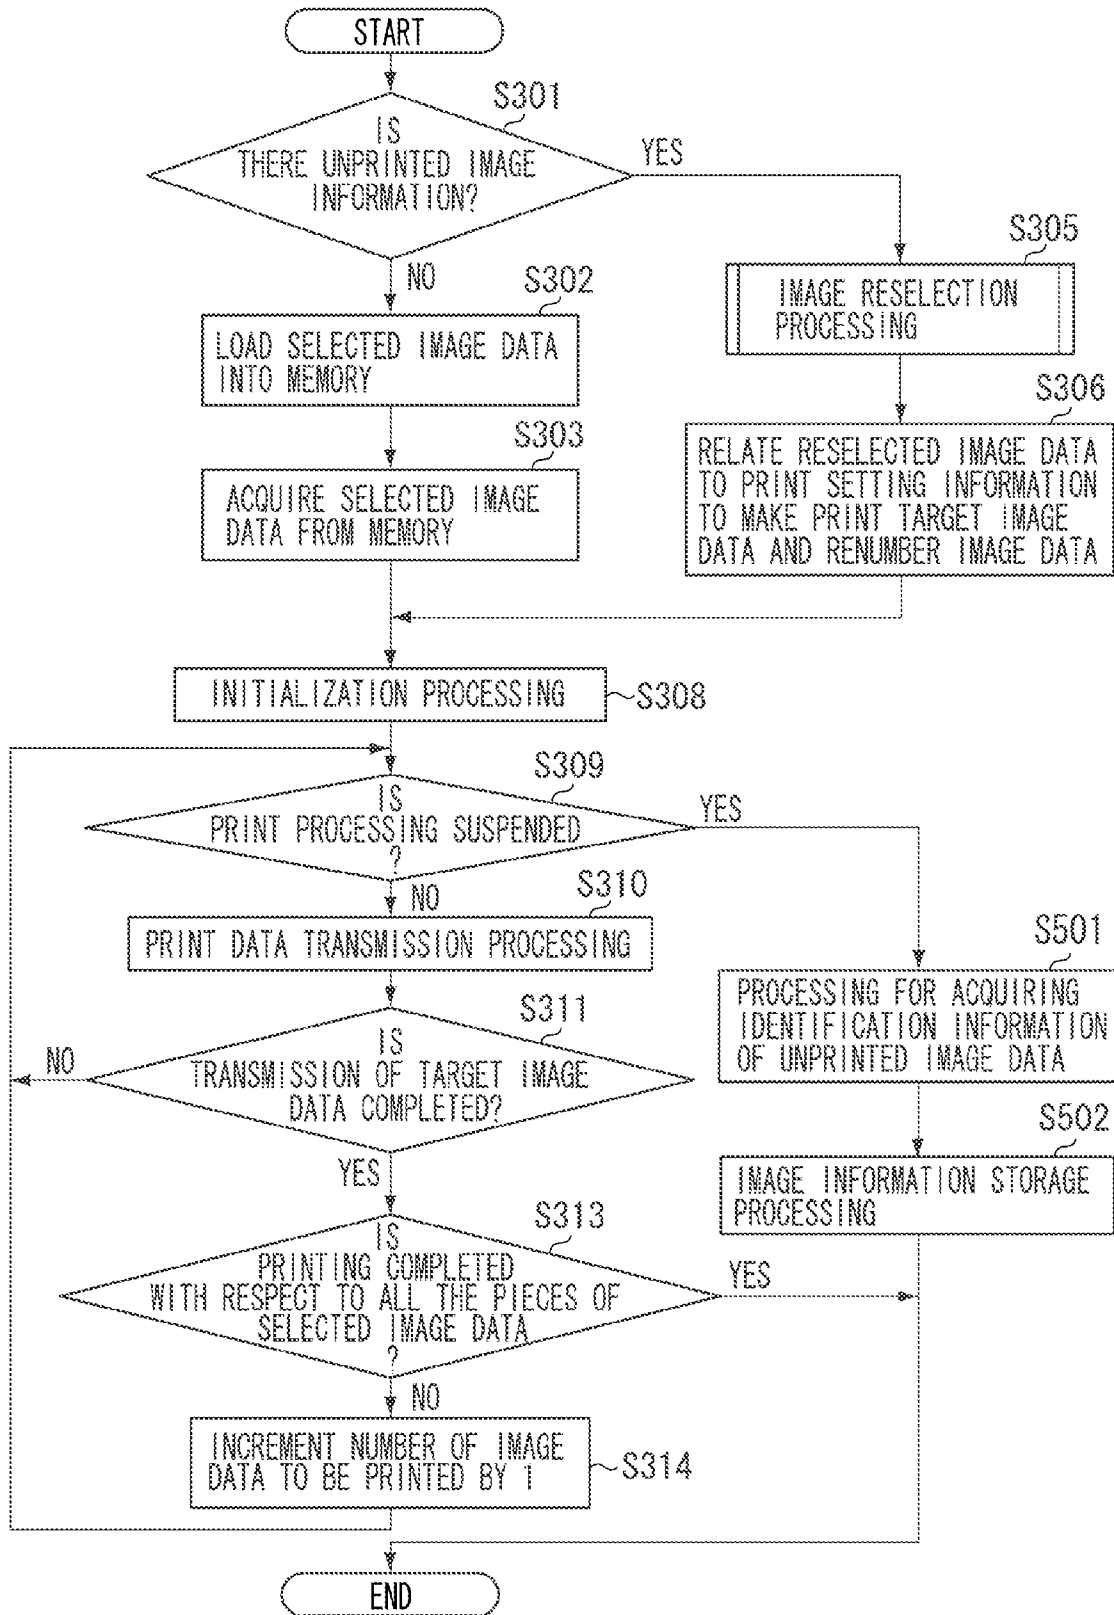 START
S301
IS
THERE UNPRINTED IMAGE
INFORMATION?
YES
NO
S302
LOAD SELECTED IMAGE DATA
INTO MEMORY
S305
IMAGE RESELECTION
PROCESSING
S303
ACQUIRE SELECTED IMAGE
DATA FROM MEMORY
S306
RELATE RESELECTED IMAGE DATA
TO PRINT SETTING INFORMATION
TO MAKE PRINT TARGET IMAGE
DATA AND RENUMBER IMAGE DATA
INITIALIZATION PROCESSING
S308
S309
IS
PRINT PROCESSING SUSPENDED
?
YES
NO
S310
PRINT DATA TRANSMISSION PROCESSING
S501
PROCESSING FOR ACQUIRING
IDENTIFICATION INFORMATION
OF UNPRINTED IMAGE DATA
S311
IS
TRANSMISSION OF TARGET IMAGE
DATA COMPLETED?
NO
YES
S502
IMAGE INFORMATION STORAGE
PROCESSING
S313
IS
PRINTING COMPLETED
WITH RESPECT TO ALL THE PIECES OF
SELECTED IMAGE DATA
?
YES
NO
INCREMENT NUMBER OF IMAGE
DATA TO BE PRINTED BY 1
S314
END